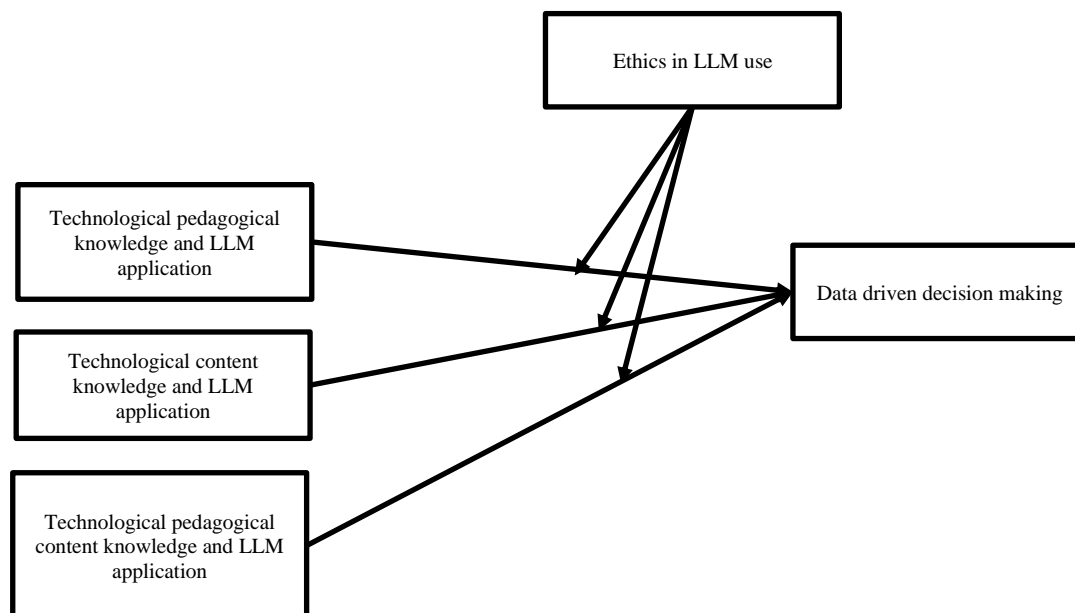 Ethics in LLM use
Technological pedagogical
knowledge and LLM
application
Data driven decision making
Technological content
knowledge and LLM
application
Technological pedagogical
content knowledge and LLM
application